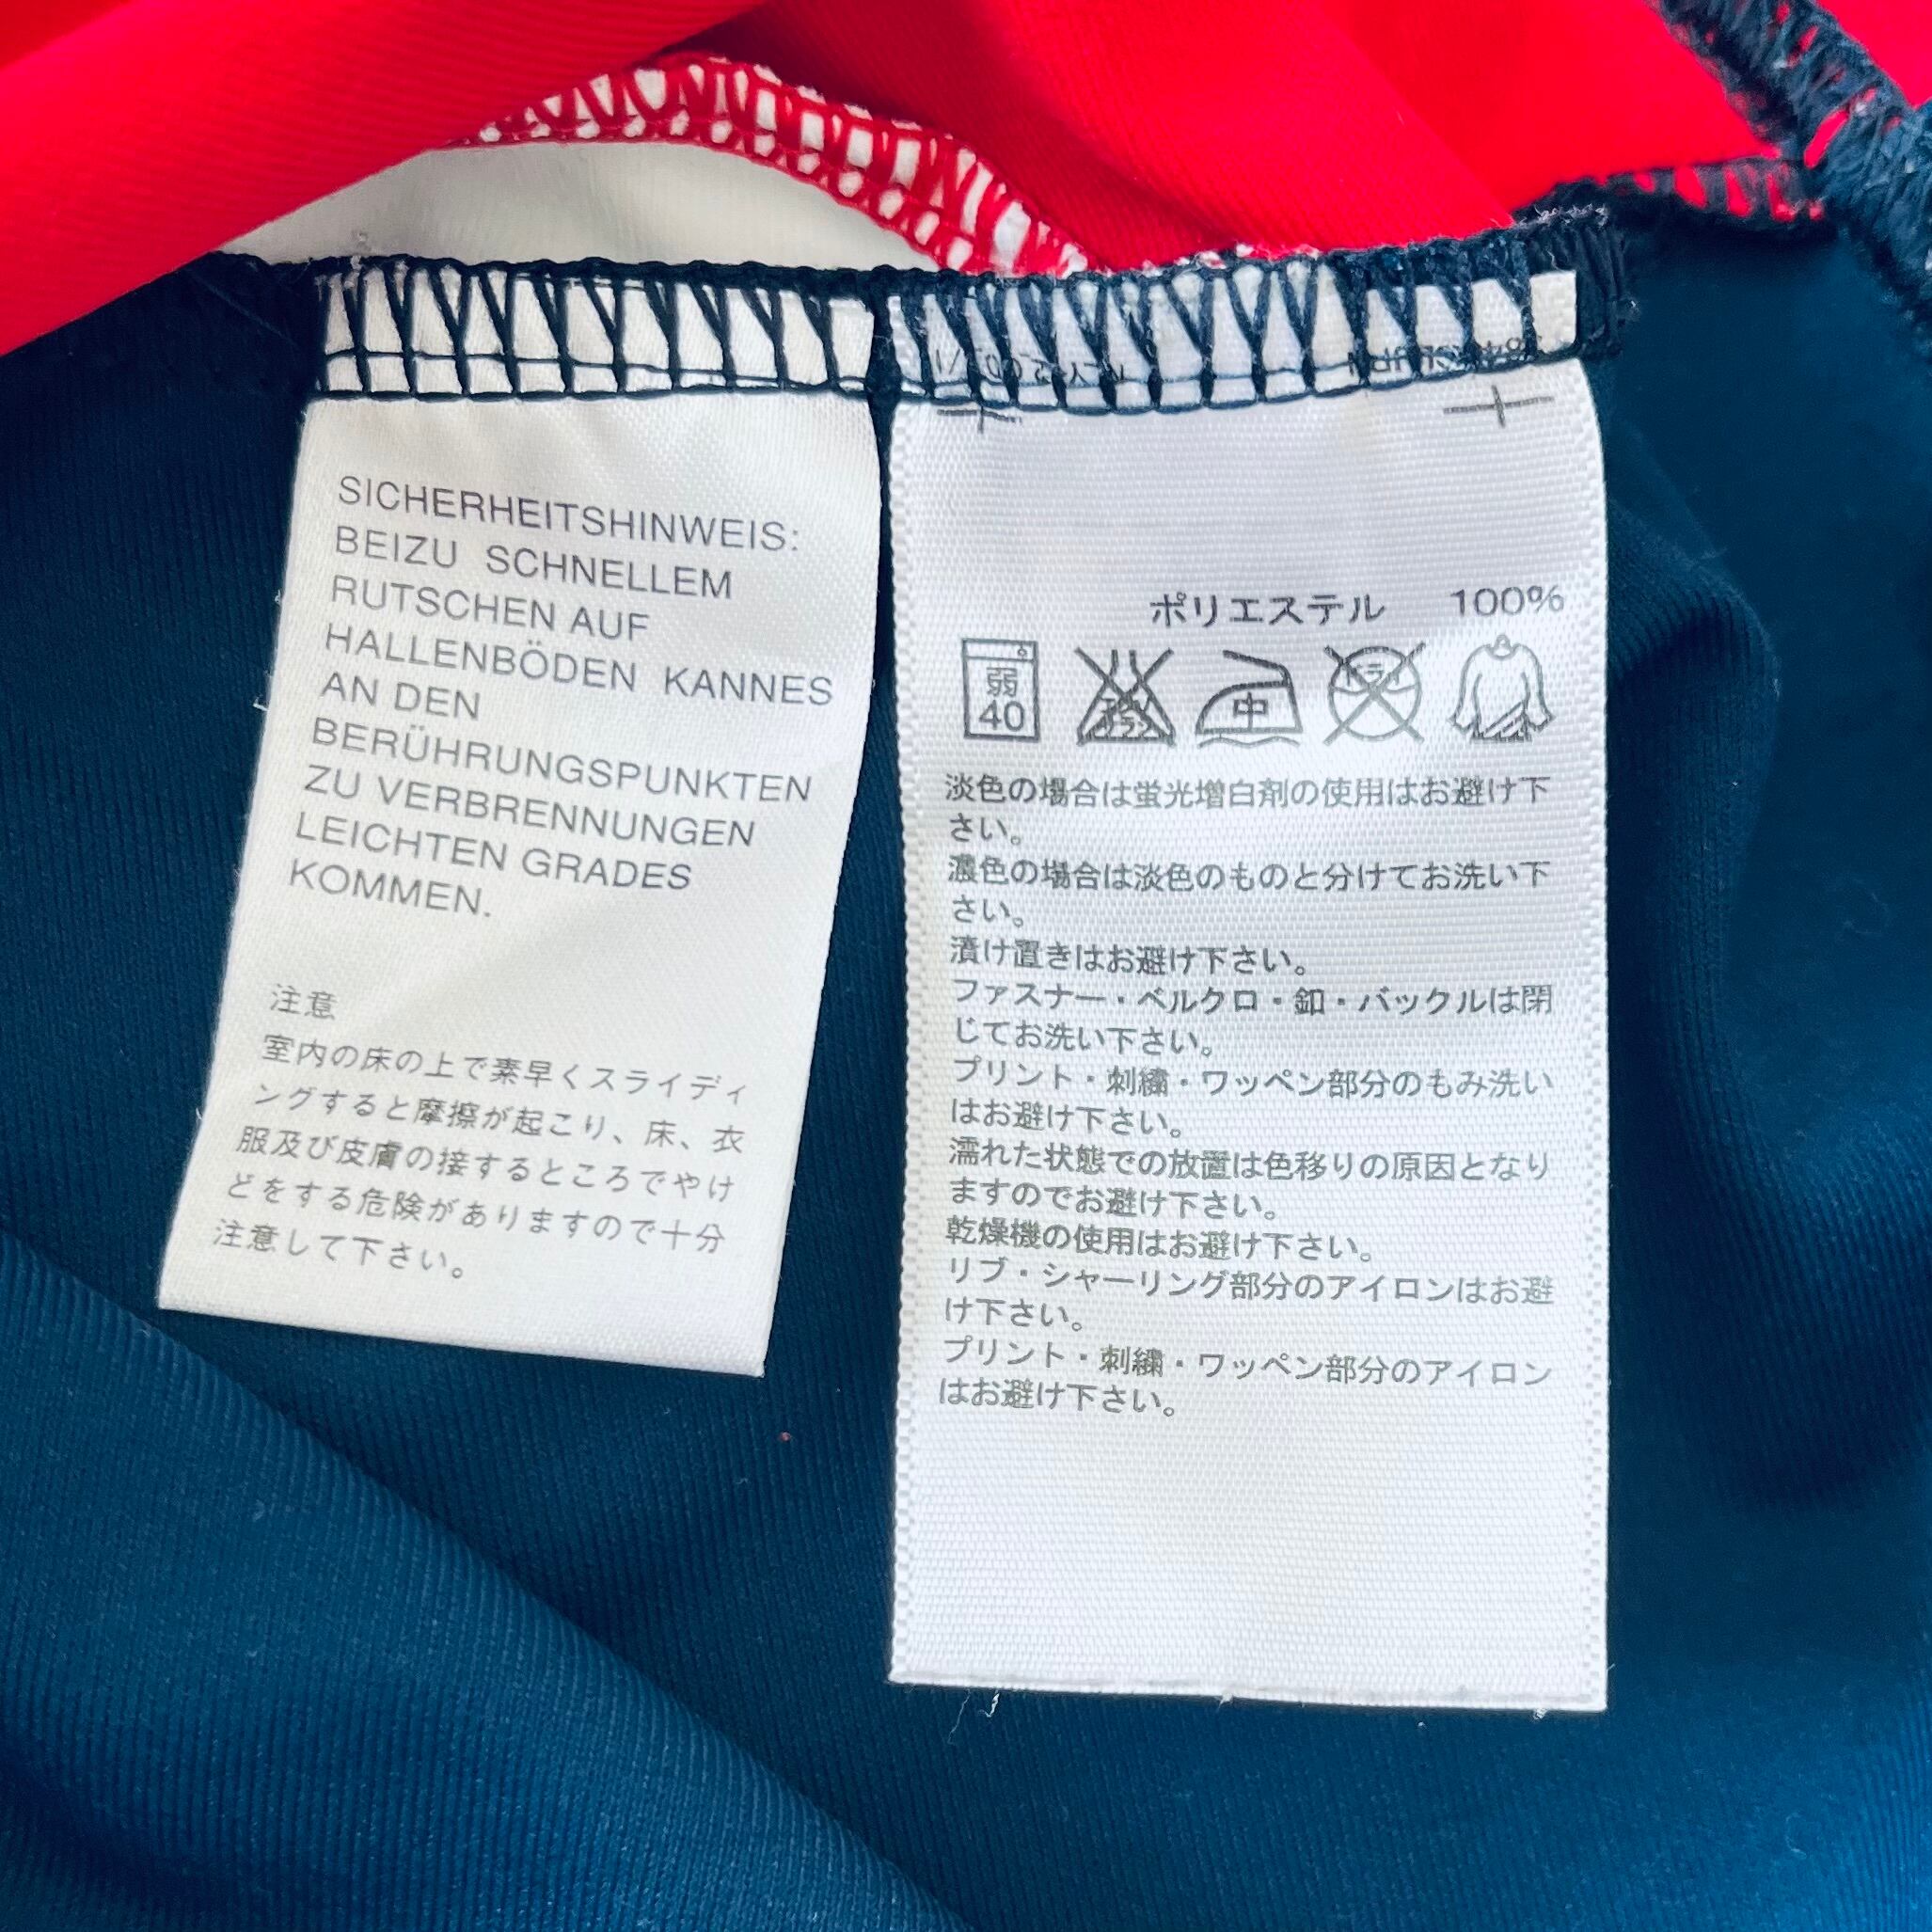 SICHERHEITSHINWEIS:
BEIZU SCHNELLEM
RUTSCHEN AUF
HALLENBÖDEN KANNES
AN DEN
BERÜHRUNGSPUNKTEN
ZU VERBRENNUNGEN
LEICHTEN GRADES
KOMMEN.
注意
室内の床の上で素早くスライディ
ングすると摩擦が起こり、床、衣
服及び皮膚の接するところでやけ
どをする危険がありますので十分
注意して下さい。
ポリエステル 100%
弱
40
中
ドライ
淡色の場合は蛍光増白剤の使用はお避け下
さい。
濃色の場合は淡色のものと分けてお洗い下
さい。
漬け置きはお避け下さい。
ファスナー・ベルクロ・釦・バックルは閉
じてお洗い下さい。
プリント・刺繍・ワッペン部分のもみ洗い
はお避け下さい。
濡れた状態での放置は色移りの原因となり
ますのでお避け下さい。
乾燥機の使用はお避け下さい。
リブ・シャーリング部分のアイロンはお避
け下さい。
プリント・刺繍・ワッペン部分のアイロン
はお避け下さい。